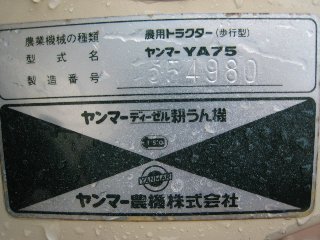 農業機械の種類 農用トラクター(歩行型)
型式名 ヤンマーYA75
製造番号 554980
ヤンマーディーゼル耕うん機
YANMAR
ヤンマー農機株式会社